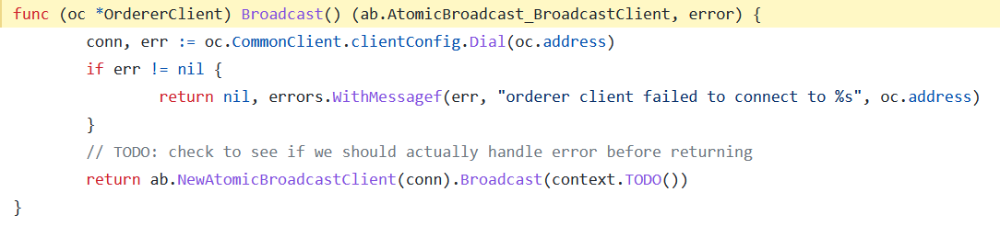 func (oc *OrdererClient) Broadcast() (ab.AtomicBroadcast_BroadcastClient, error) {
        conn, err := oc.CommonClient.clientConfig.Dial(oc.address)
        if err != nil {
                return nil, errors.WithMessagef(err, "orderer client failed to connect to %s", oc.address)
        }
        // TODO: check to see if we should actually handle error before returning
        return ab.NewAtomicBroadcastClient(conn).Broadcast(context.TODO())
}